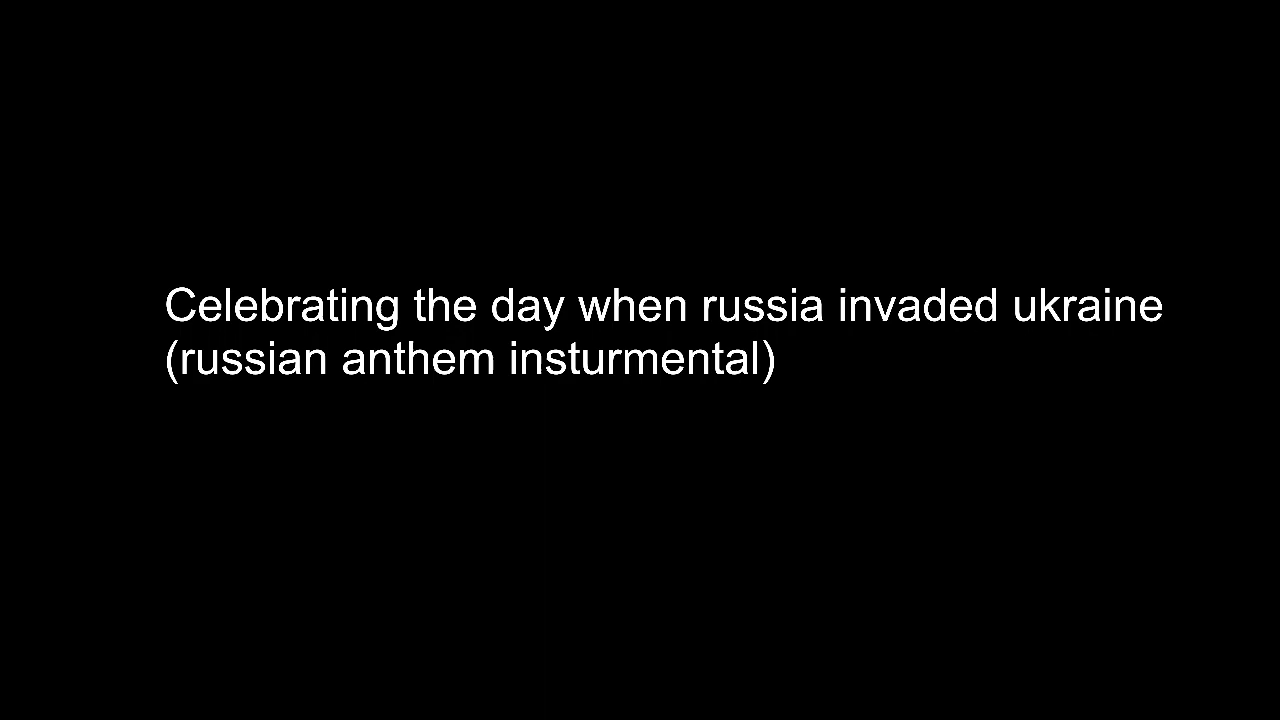 Celebrating the day when russia invaded ukraine
(russian anthem insturmental)